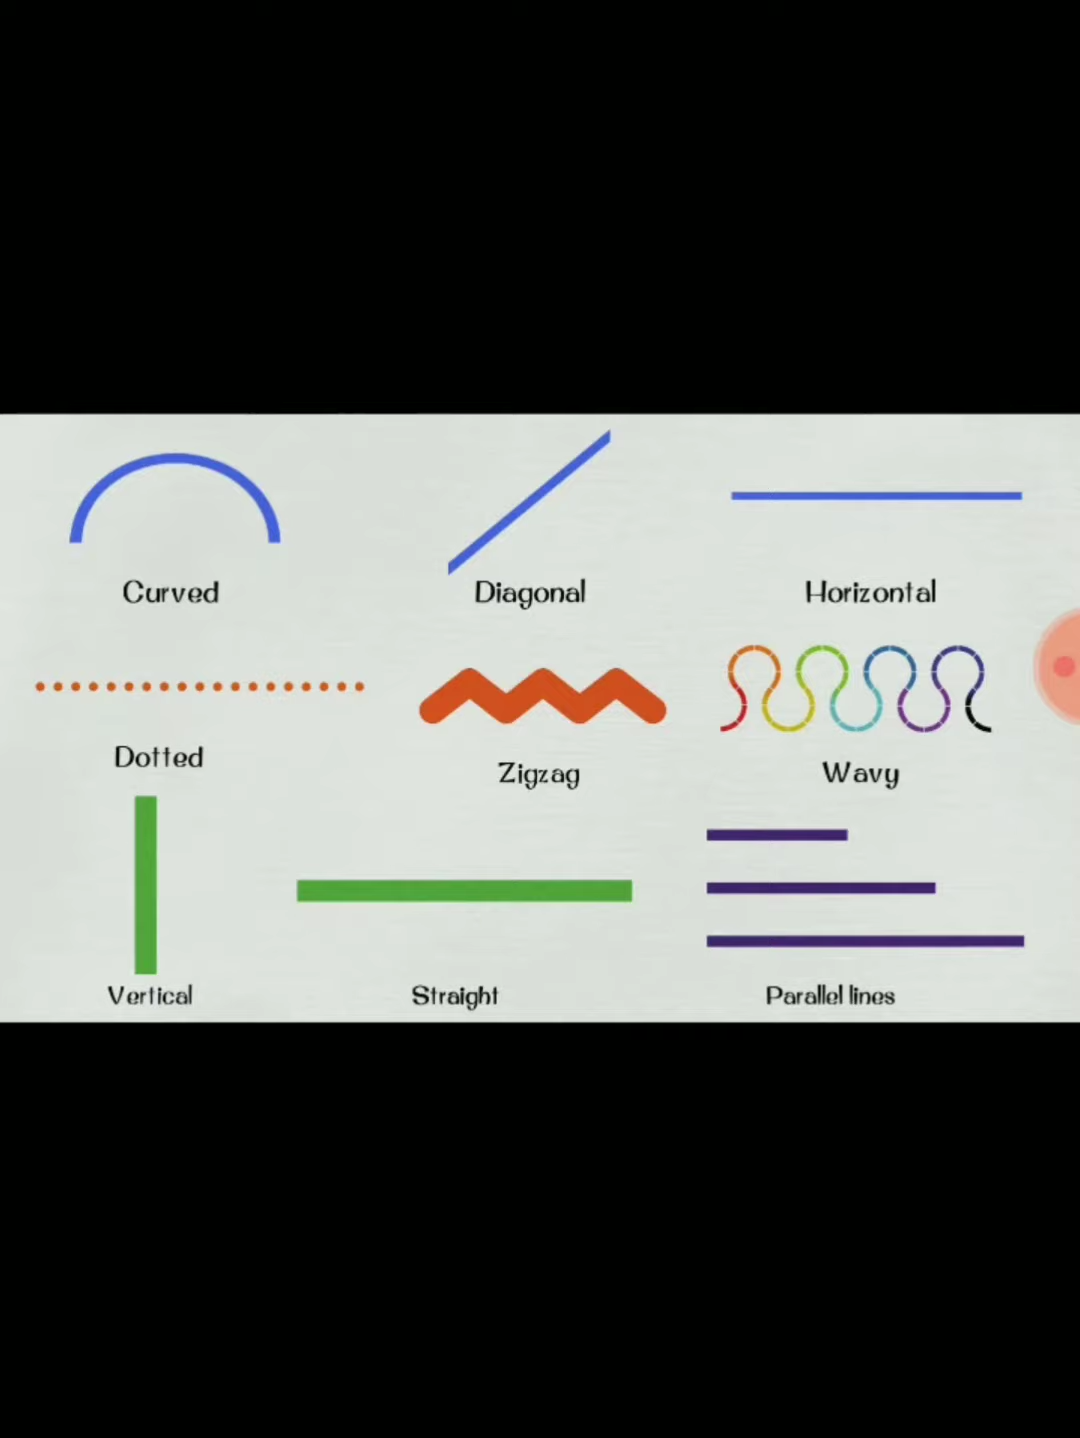 Curved
Diagonal
Horizontal
Dotted
Zigzag
Wavy
Vertical
Straight
Parallel lines